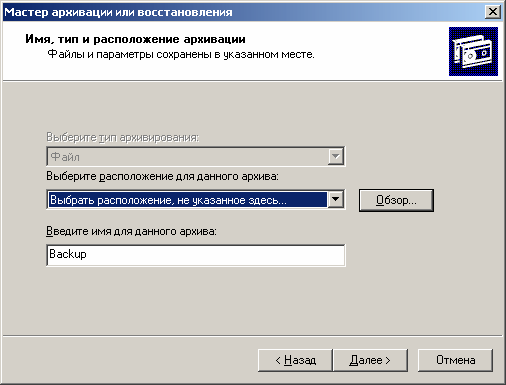 Мастер архивации или восстановления
Имя, тип и расположение архивации
Файлы и параметры сохранены в указанном месте.
Выберите тип архивирования:
Файл
Выберите расположение для данного архива:
Выбрать расположение, не указанное здесь...
Обзор...
Введите имя для данного архива:
Backup
< Назад
Далее >
Отмена